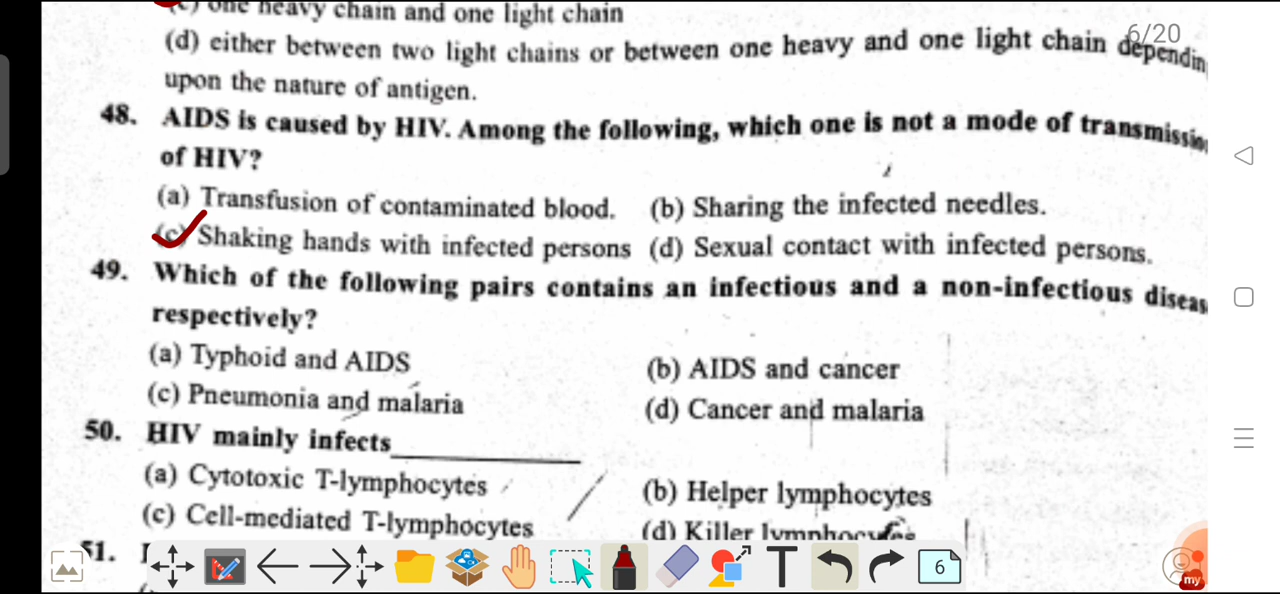 (c) one heavy chain and one light chain
6/20
(d) either between two light chains or between one heavy and one light chain dependin
upon the nature of antigen.
48. AIDS is caused by HIV. Among the following, which one is not a mode of transmissio
of HIV?
(a) Transfusion of contaminated blood. (b) Sharing the infected needles.
(c) Shaking hands with infected persons (d) Sexual contact with infected persons.
49. Which of the following pairs contains an infectious and a non-infectious diseas
respectively?
(a) Typhoid and AIDS (b) AIDS and cancer
(c) Pneumonia and malaria (d) Cancer and malaria
50. HIV mainly infects__________
(a) Cytotoxic T-lymphocytes (b) Helper lymphocytes
(c) Cell-mediated T-lymphocytes (d) Killer lymphocytes
51.
T
6
my